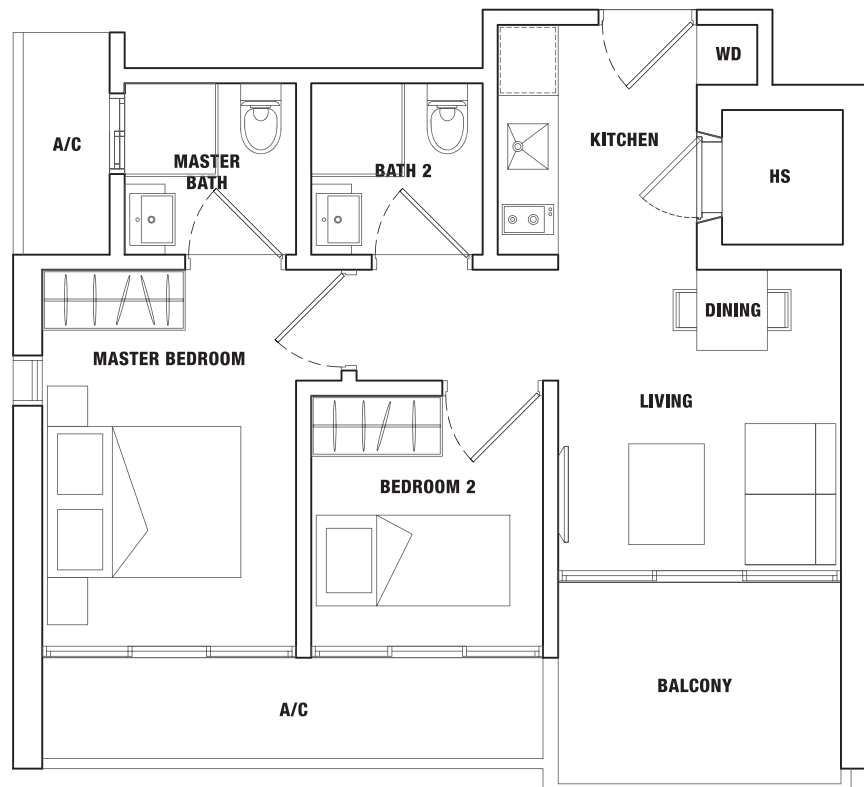 WD
A/C
KITCHEN
MASTER
BATH
BATH 2
HS
DINING
MASTER BEDROOM
LIVING
BEDROOM 2
BALCONY
A/C